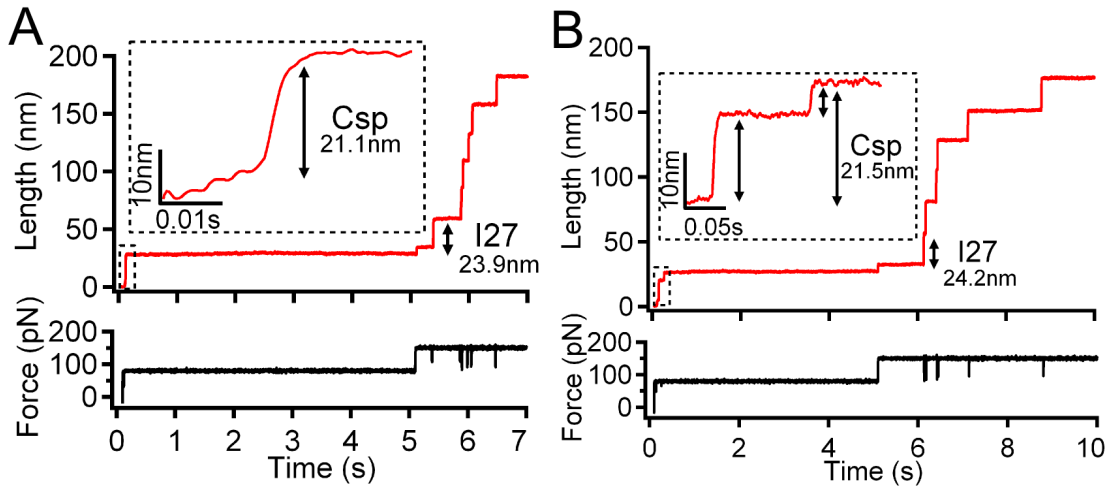 A
200
150
100
50
0
Length (nm)
10nm
0.01s
Csp
21.1nm
I27
23.9nm
Force (pN)
100
0
0
1
2
3
4
5
6
7
Time (s)
B
200
150
100
50
0
Length (nm)
10nm
0.05s
Csp
21.5nm
I27
24.2nm
Force (pN)
100
0
0
2
4
6
8
10
Time (s)